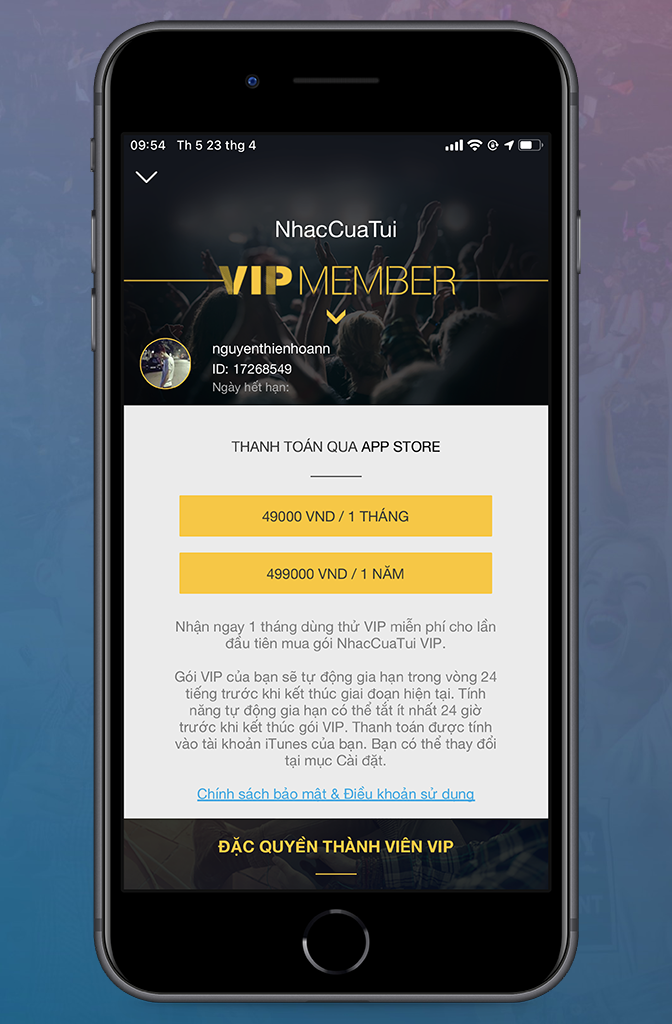 09:54 Th 5 23 thg 4
NhacCuaTui
VIP MEMBER
nguyenthienhoann
ID: 17268549
Ngày hết hạn:
THANH TOÁN QUA APP STORE
49000 VND / 1 THÁNG
499000 VND / 1 NĂM
Nhận ngay 1 tháng dùng thử VIP miễn phí cho lần
đầu tiên mua gói NhacCuaTui VIP.
Gói VIP của bạn sẽ tự động gia hạn trong vòng 24
tiếng trước khi kết thúc giai đoạn hiện tại. Tính
năng tự động gia hạn có thể tắt ít nhất 24 giờ
trước khi kết thúc gói VIP. Thanh toán được tính
vào tài khoản iTunes của bạn. Bạn có thể thay đổi
tại mục Cài đặt.
Chính sách bảo mật & Điều khoản sử dụng
ĐẶC QUYỀN THÀNH VIÊN VIP